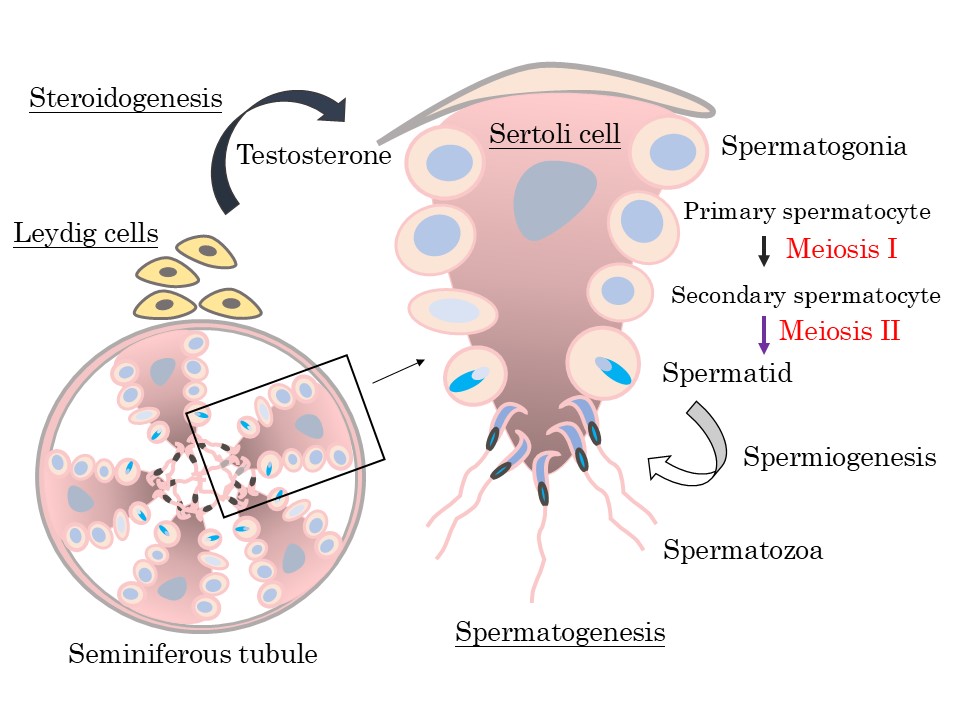 Steroidogenesis
Testosterone
Leydig cells
Seminiferous tubule
Sertoli cell
Spermatogonia
Primary spermatocyte
Meiosis I
Secondary spermatocyte
Meiosis II
Spermatid
Spermiogenesis
Spermatozoa
Spermatogenesis